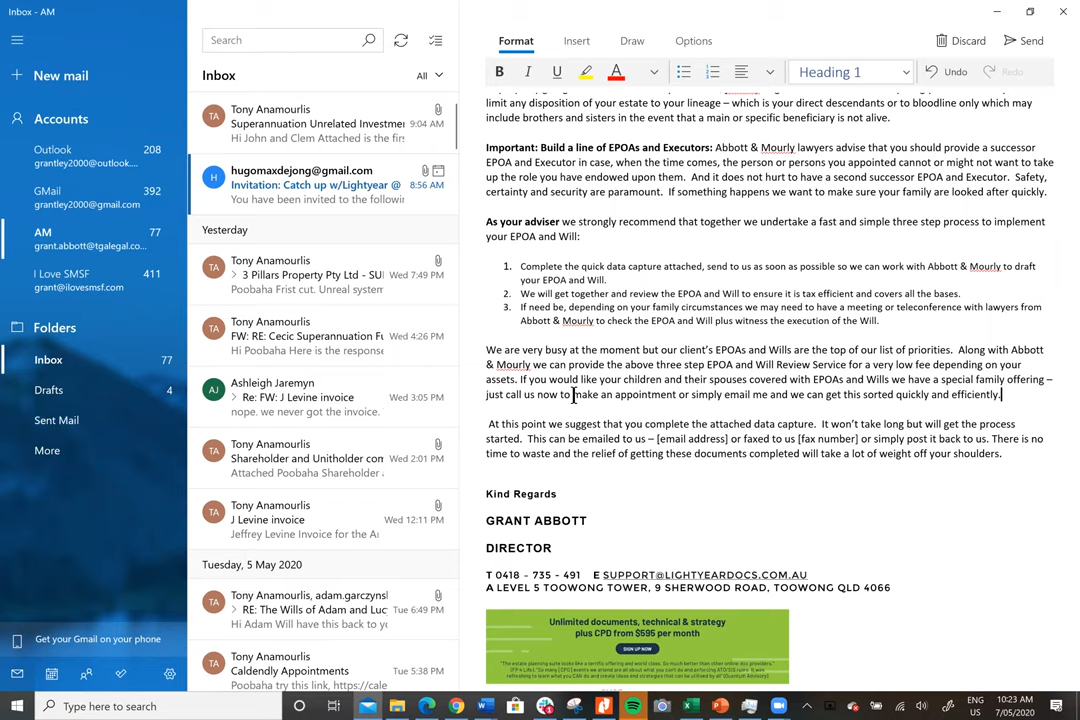 Inbox - AM
New mail
Accounts
Outlook 208
grantley2000@outlook...
GMail 392
grantley2000@gmail.com
AM 77
grant.abbott@tgalegal.co...
I Love SMSF 411
grant@ilovesmsf.com
Folders
Inbox 77
Drafts 4
Sent Mail
More
Get your Gmail on your phone
Search
Inbox All
Tony Anamourlis
Superannuation Unrelated Investmer 9:04 AM
Hi John and Clem Attached is the firs
hugomaxdejong@gmail.com
Invitation: Catch up w/Lightyear @ 8:56 AM
You have been invited to the followin
Yesterday
Tony Anamourlis
3 Pillars Property Pty Ltd - SUI Wed 7:49 PM
Poobaha Frist cut. Unreal system
Tony Anamourlis
FW: RE: Cecic Superannuation Fu Wed 4:26 PM
Hi Poobaha Here is the response
AJ
Ashleigh Jaremyn
Re: FW: J Levine invoice Wed 3:05 PM
nope. we never got the invoice.
Tony Anamourlis
Shareholder and Unitholder com Wed 2:01 PM
Attached Poobaha Shareholder
Tony Anamourlis
J Levine invoice Wed 12:11 PM
Jeffrey Levine Invoice for the
Tuesday, 5 May 2020
Tony Anamourlis, adam.garczynsl
RE: The Wills of Adam and Luc Tue 6:49 PM
Hi Adam Will have this back to yo
Tony Anamourlis
Caldendly Appointments Tue 5:38 PM
Poobaha try this link, https://cale
Format Insert Draw Options Discard Send
B I U A Heading 1 Undo Redo
limit any disposition of your estate to your lineage – which is your direct descendants or to bloodline only which may
include brothers and sisters in the event that a main or specific beneficiary is not alive.
Important: Build a line of EPOAs and Executors: Abbott & Mourly lawyers advise that you should provide a successor
EPOA and Executor in case, when the time comes, the person or persons you appointed cannot or might not want to take
up the role you have endowed upon them. And it does not hurt to have a second successor EPOA and Executor. Safety,
certainty and security are paramount. If something happens we want to make sure your family are looked after quickly.
As your adviser we strongly recommend that together we undertake a fast and simple three step process to implement
your EPOA and Will:
1. Complete the quick data capture attached, send to us as soon as possible so we can work with Abbott & Mourly to draft
your EPOA and Will.
2. We will get together and review the EPOA and Will to ensure it is tax efficient and covers all the bases.
3. If need be, depending on your family circumstances we may need to have a meeting or teleconference with lawyers from
Abbott & Mourly to check the EPOA and Will plus witness the execution of the Will.
We are very busy at the moment but our client's EPOAs and Wills are the top of our list of priorities. Along with Abbott
& Mourly we can provide the above three step EPOA and Will Review Service for a very low fee depending on your
assets. If you would like your children and their spouses covered with EPOAs and Wills we have a special family offering –
just call us now to make an appointment or simply email me and we can get this sorted quickly and efficiently.
At this point we suggest that you complete the attached data capture. It won't take long but will get the process
started. This can be emailed to us – [email address] or faxed to us [fax number] or simply post it back to us. There is no
time to waste and the relief of getting these documents completed will take a lot of weight off your shoulders.
Kind Regards
GRANT ABBOTT
DIRECTOR
T 0418 - 735 - 491 E SUPPORT@LIGHTYEARDOCS.COM.AU
A LEVEL 5 TOOWONG TOWER, 9 SHERWOOD ROAD, TOOWONG QLD 4066
Unlimited documents, technical & strategy
plus CPD from $595 per month
SIGN UP NOW
Type here to search
ENG
US
10:23 AM
7/05/2020